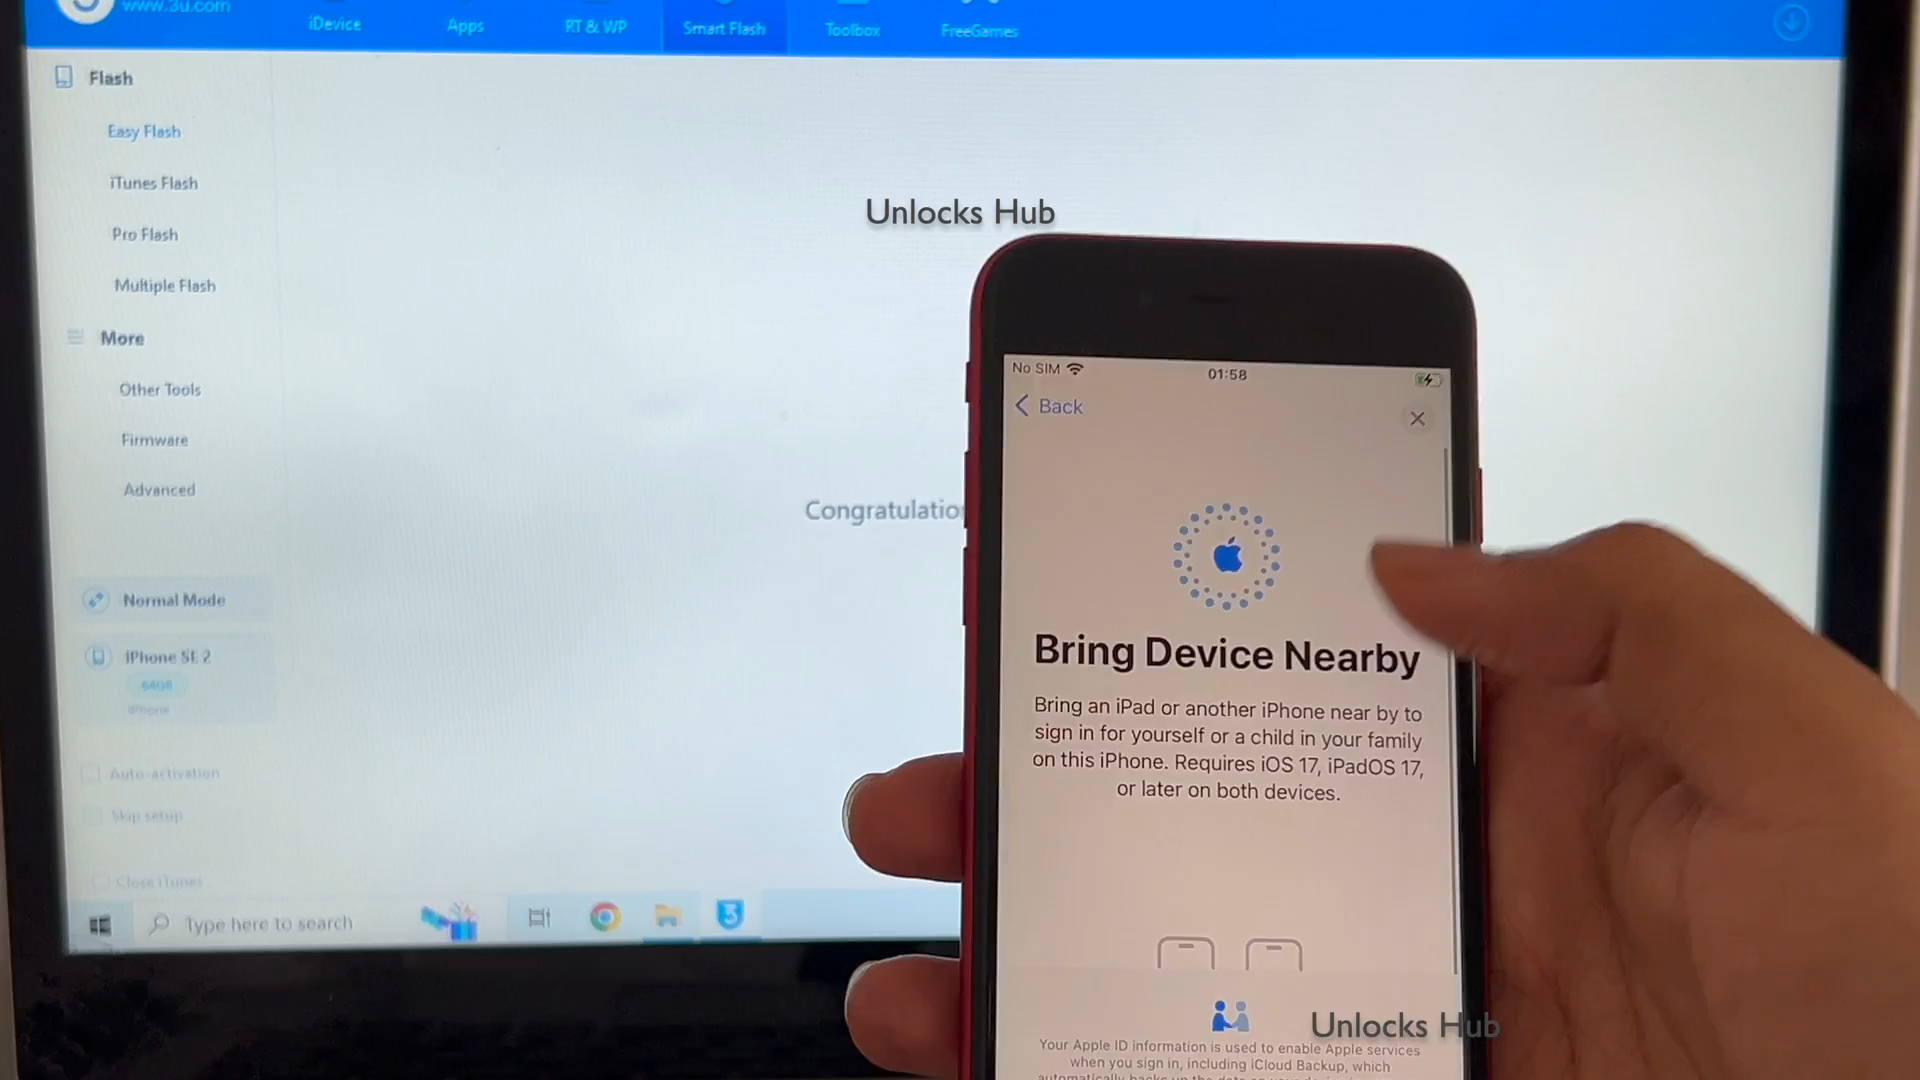 www.3u.com
iDevice
Apps
RT & WP
Smart Flash
Toolbox
FreeGames
Flash
Easy Flash
iTunes Flash
Pro Flash
Multiple Flash
More
Other Tools
Firmware
Advanced
Normal Mode
iPhone SE 2
64GB
iPhone
Auto-activation
Skip setup
Close iTunes
Type here to search
3
Unlocks Hub
Congratulatio
No SIM
01:58
Back
Bring Device Nearby
Bring an iPad or another iPhone near by to
sign in for yourself or a child in your family
on this iPhone. Requires iOS 17, iPadOS 17,
or later on both devices.
Unlocks Hub
Your Apple ID information is used to enable Apple services
when you sign in, including iCloud Backup, which